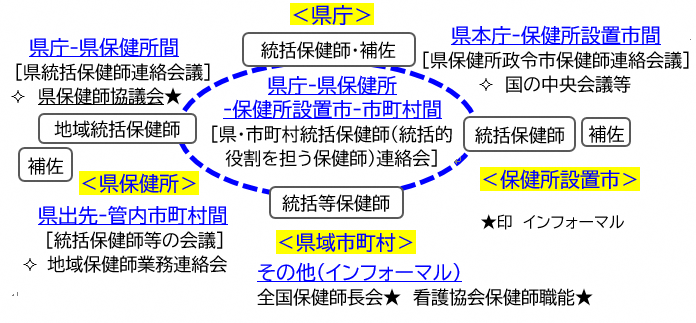 ＜県庁＞
県庁-県保健所間
［県統括保健師連絡会議］
✧ 県保健師協議会★
統括保健師・補佐
県本庁-保健所設置市間
［県保健所政令市保健師連絡会議］
✧ 国の中央会議等
県庁-県保健所
-保健所設置市-市町村間
［県・市町村統括保健師（統括的
役割を担う保健師）連絡会］
地域統括保健師
補佐
＜県保健所＞
統括保健師
補佐
＜保健所設置市＞
県出先-管内市町村間
［統括保健師等の会議］
✧ 地域保健師業務連絡会
統括等保健師
＜県域市町村＞
★印 インフォーマル
その他（インフォーマル）
全国保健師長会★ 看護協会保健師職能★